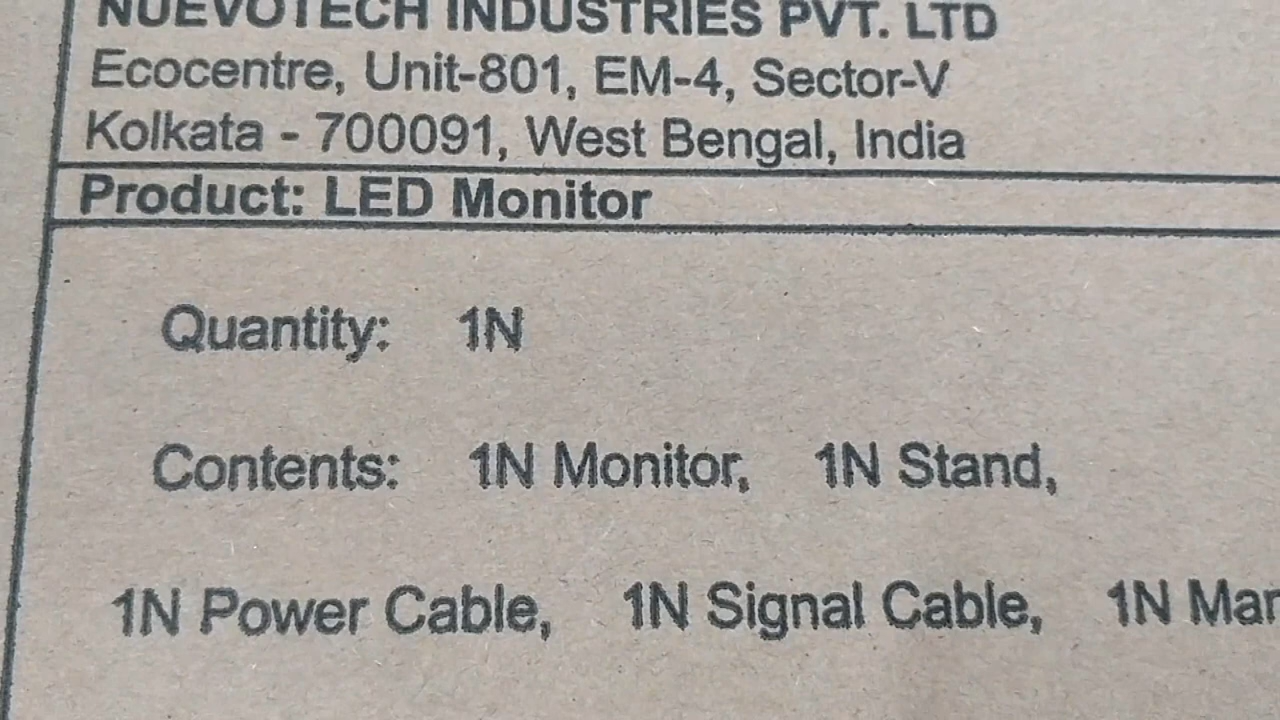 NUEVOTECH INDUSTRIES PVT. LTD
Ecocentre, Unit-801, EM-4, Sector-V
Kolkata - 700091, West Bengal, India
Product: LED Monitor
Quantity: 1N
Contents: 1N Monitor, 1N Stand,
1N Power Cable, 1N Signal Cable, 1N